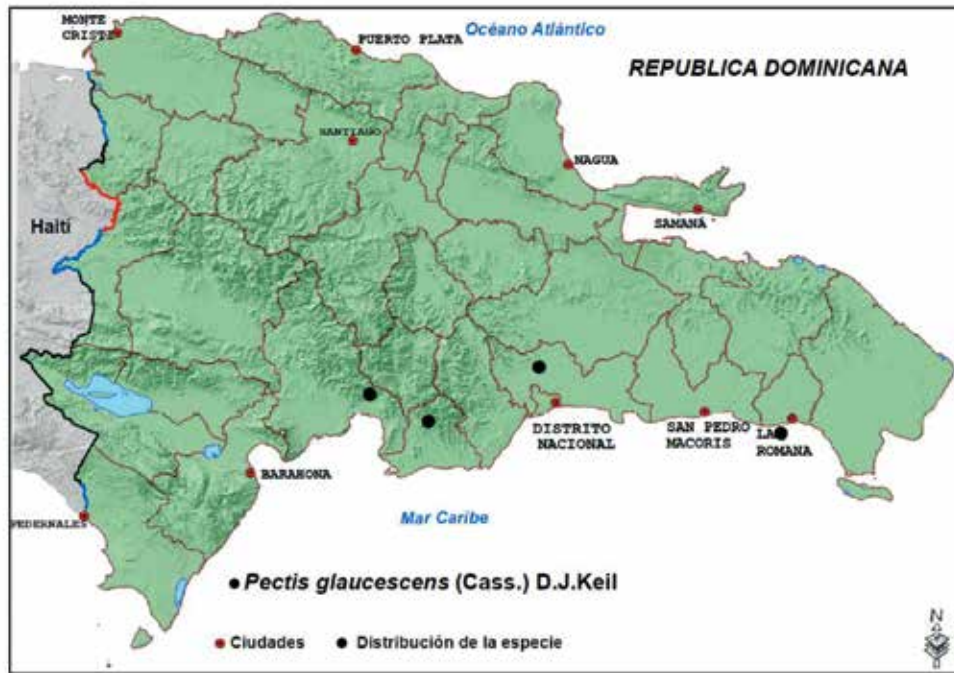 MONTE
CRISTE
PUERTO PLATA
Océano Atlántico
REPUBLICA DOMINICANA
SANTIAGO
NAGUA
SAMANÁ
Haití
DISTRITO
NACIONAL
SAN PEDRO
MACORIS
LA
ROMANA
BARAHONA
PEDERNALES
Mar Caribe
Pectis glaucescens (Cass.) D.J.Keil
Ciudades
Distribución de la especie
N